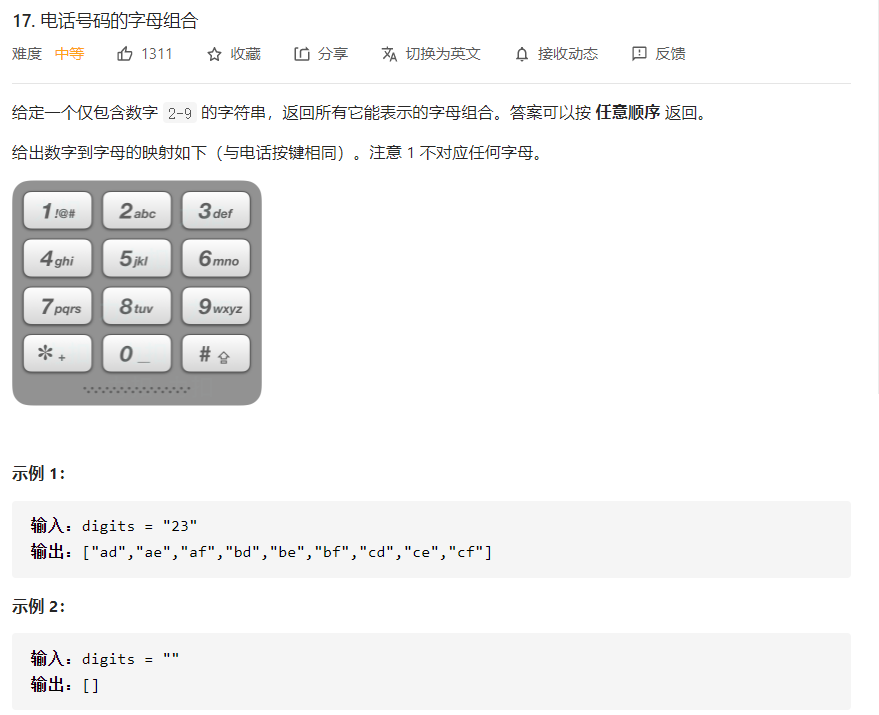 17. 电话号码的字母组合
难度 中等 1311 收藏 分享 切换为英文 接收动态 反馈
给定一个仅包含数字 2-9 的字符串，返回所有它能表示的字母组合。答案可以按 任意顺序 返回。
给出数字到字母的映射如下（与电话按键相同）。注意 1 不对应任何字母。
1 !@# 2 abc 3 def
4 ghi 5 jkl 6 mno
7 pqrs 8 tuv 9 wxyz
* + 0 _ #
示例 1：
输入：digits = "23"
输出：["ad","ae","af","bd","be","bf","cd","ce","cf"]
示例 2：
输入：digits = ""
输出：[]